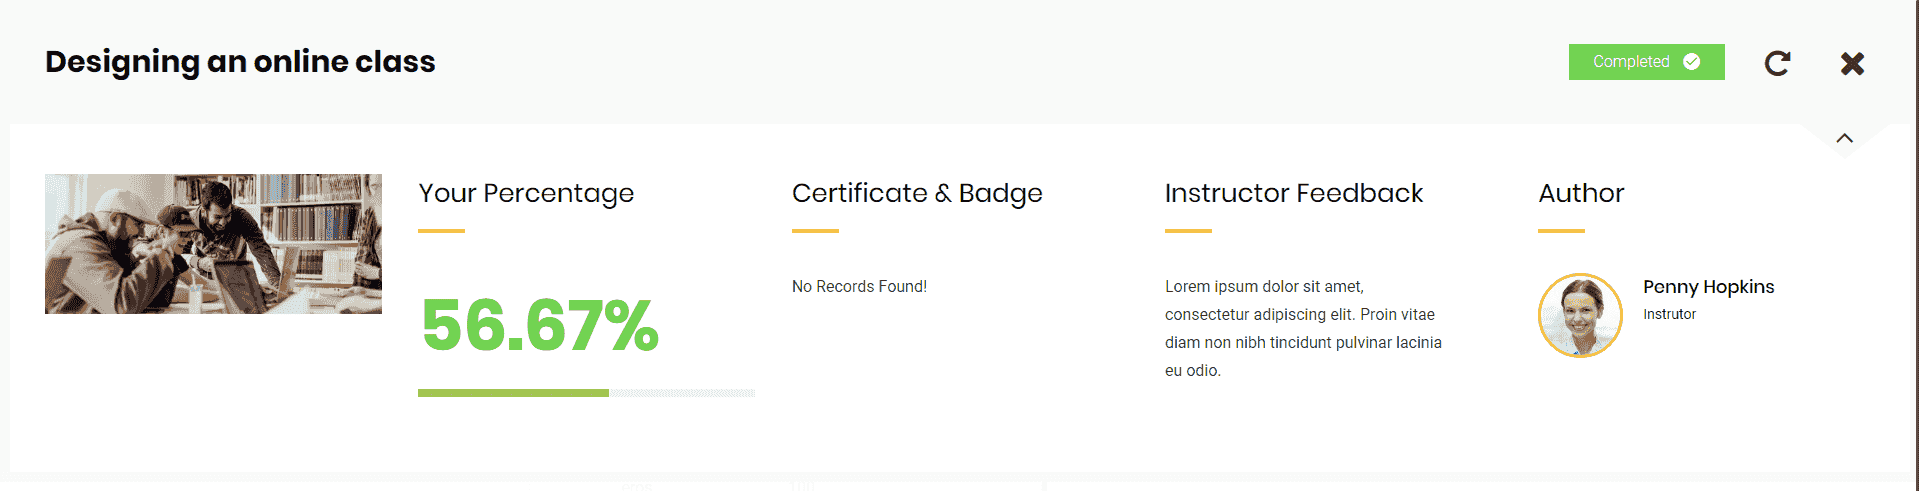 Designing an online class
Completed
Your Percentage
56.67%
Certificate & Badge
No Records Found!
Instructor Feedback
Lorem ipsum dolor sit amet,
consectetur adipiscing elit. Proin vitae
diam non nibh tincidunt pulvinar lacinia
eu odio.
Author
Penny Hopkins
Instrutor